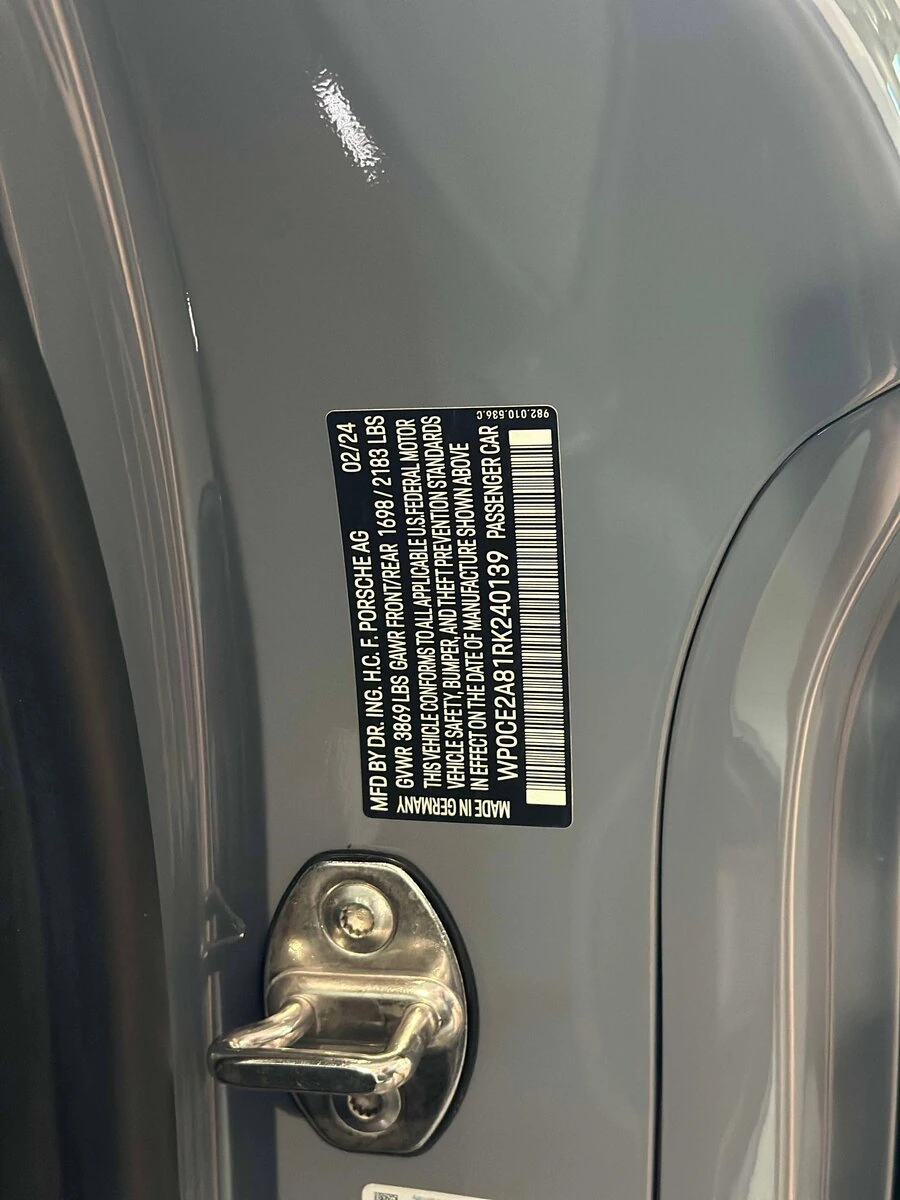 MFD BY DR. ING. H.C. F. PORSCHE AG 02/24
GVWR 3869 LBS GAWR FRONT/REAR 1698 / 2183 LBS
THIS VEHICLE CONFORMS TO ALL APPLICABLE U.S.FEDERAL MOTOR
VEHICLE SAFETY, BUMPER, AND THEFT PREVENTION STANDARDS
IN EFFECT ON THE DATE OF MANUFACTURE SHOWN ABOVE
WP0CE2A81RK240139 PASSENGER CAR
MADE IN GERMANY
982.010.536.C